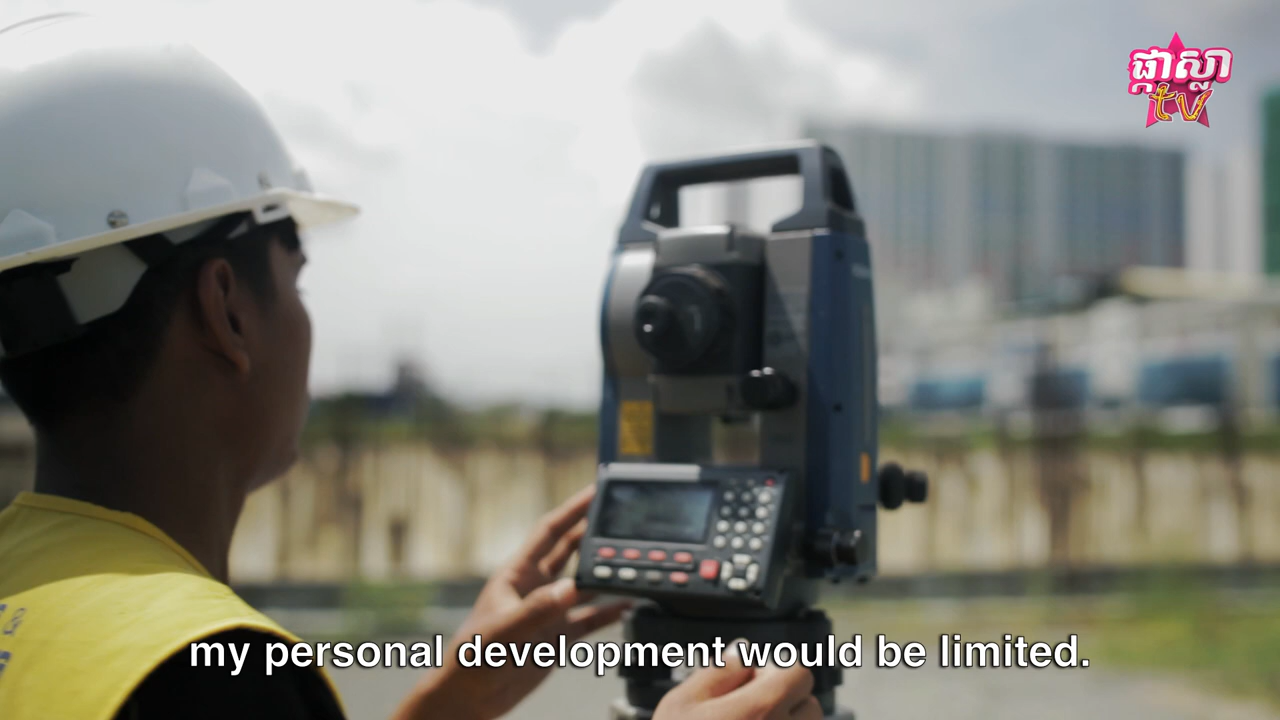 ផ្កាស្លា
tv
my personal development would be limited.